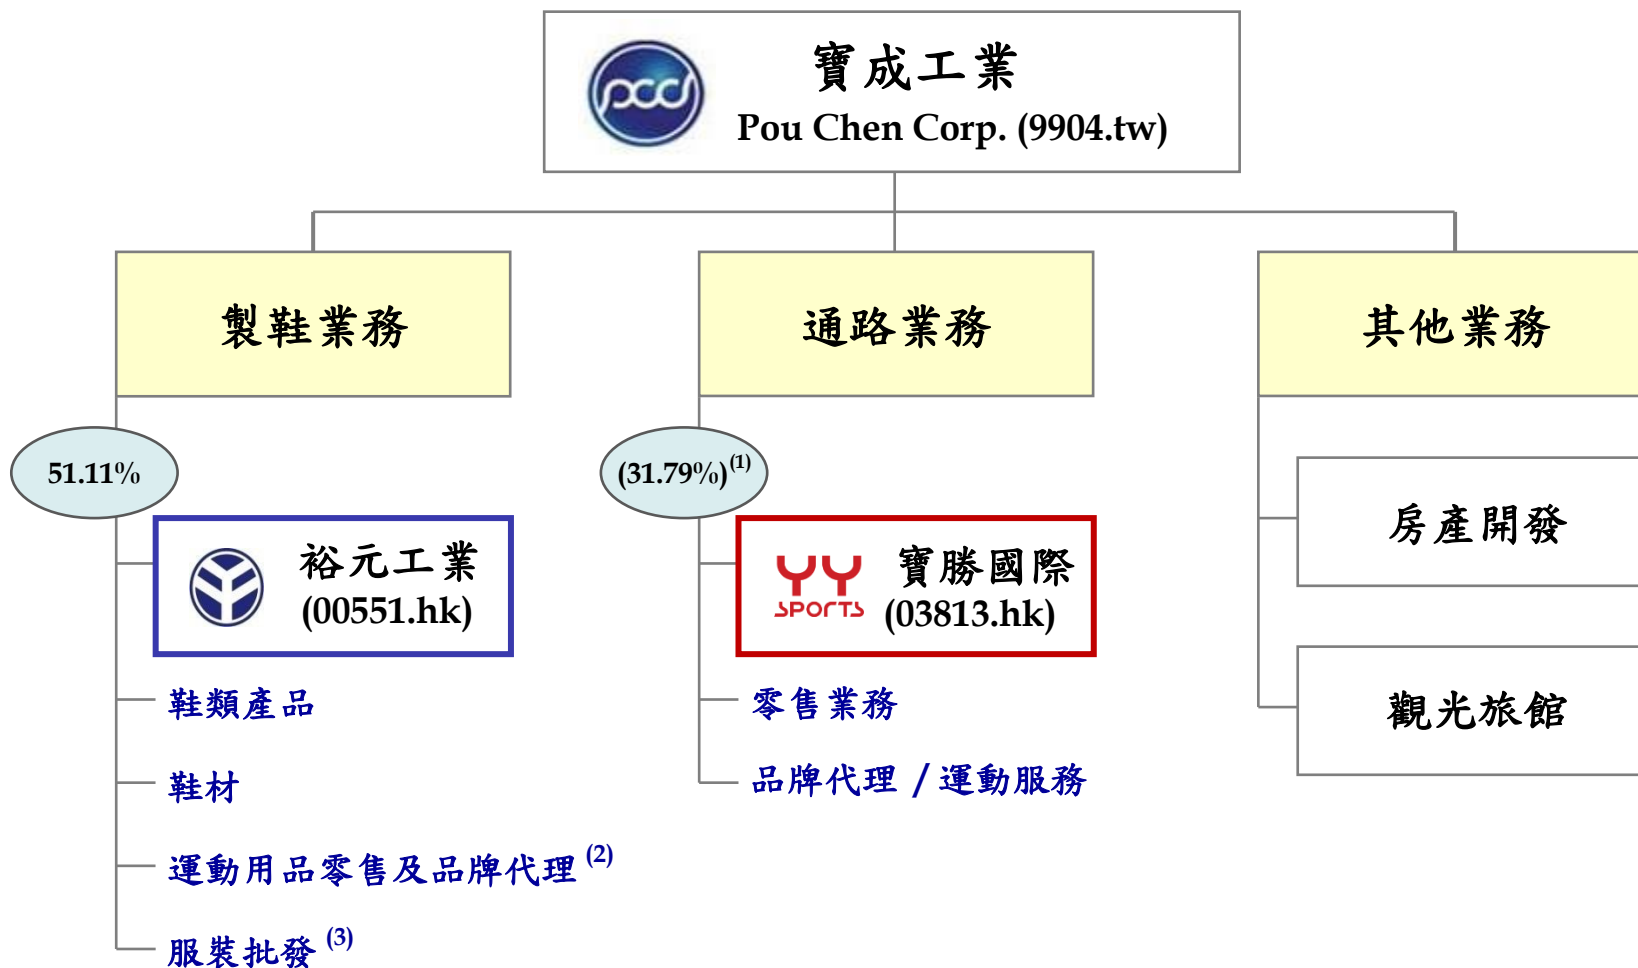 pcc
寶成工業
Pou Chen Corp. (9904.tw)
製鞋業務
通路業務
其他業務
51.11%
(31.79%)(1)
裕元工業
(00551.hk)
YY
SPORTS
寶勝國際
(03813.hk)
房產開發
觀光旅館
鞋類產品
鞋材
運動用品零售及品牌代理(2)
服裝批發(3)
零售業務
品牌代理 / 運動服務